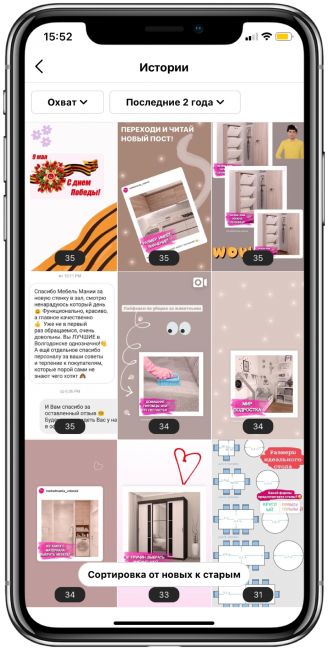 15:52
Истории
Охват
Последние 2 года
9 мая
С днем
Победы!
35
ПЕРЕХОДИ И ЧИТАЙ
НОВЫЙ ПОСТ!
35
WOW
35
Спасибо Мебель Мании за
новую стенку в зал, смотрю
нанарадуюсь который день
Функционально, красиво,
а главное качественно
Уже не в первый
раз обращаемся, очень
довольны. Вы ЛУЧШИЕ в
Волгодонске однозначно!
И ещё отдельное спасибо
персоналу за ваши советы
и терпение к покупателям,
которые порой сами не
знают чего хотят
И Вам спасибо за
оставленный отзыв
35
34
МИР
ПОДРОСТКА
34
34
33
Размеры
идеального
стола
31
Сортировка от новых к старым